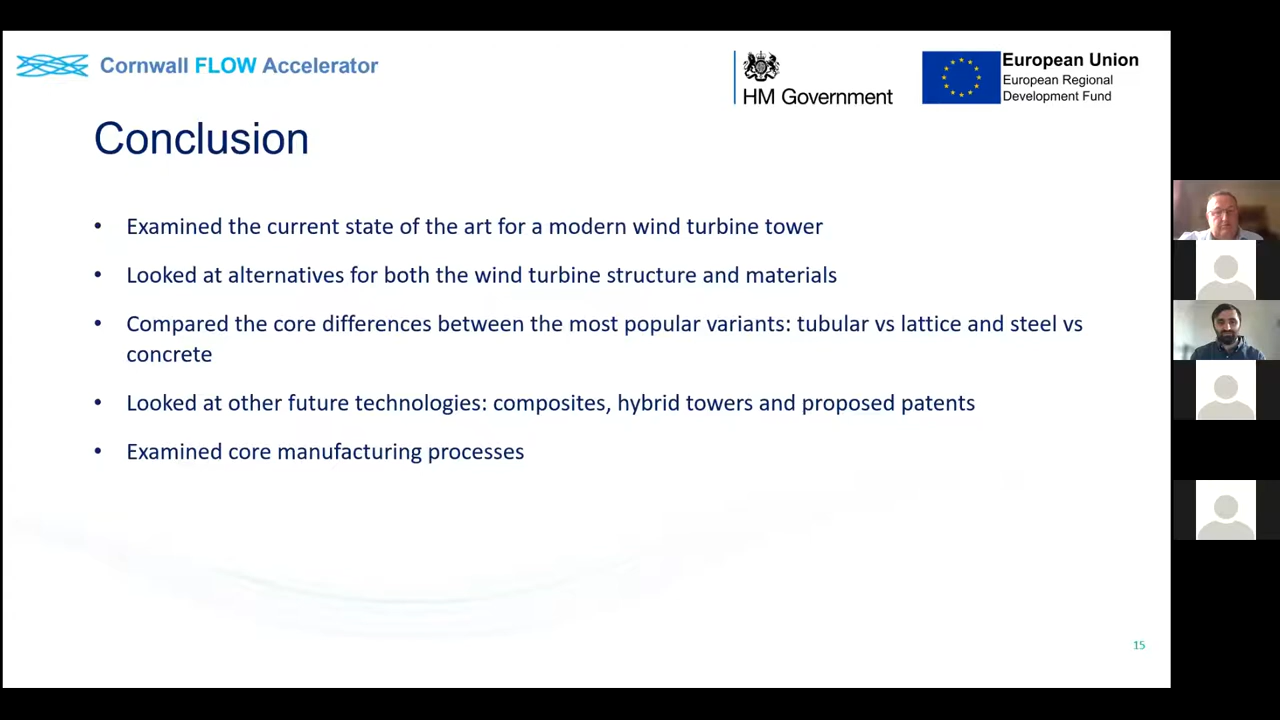 Cornwall FLOW Accelerator
HM Government
European Union
European Regional
Development Fund
Conclusion
• Examined the current state of the art for a modern wind turbine tower
• Looked at alternatives for both the wind turbine structure and materials
• Compared the core differences between the most popular variants: tubular vs lattice and steel vs
concrete
• Looked at other future technologies: composites, hybrid towers and proposed patents
• Examined core manufacturing processes
15